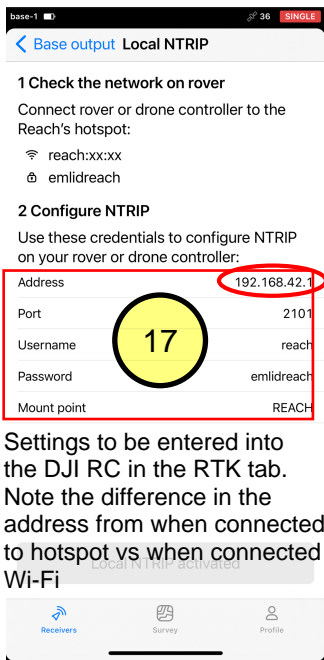 base-1 36 SINGLE
Base output Local NTRIP
1 Check the network on rover
Connect rover or drone controller to the
Reach's hotspot:
reach:xx:xx
emlidreach
2 Configure NTRIP
Use these credentials to configure NTRIP
on your rover or drone controller:
Address 192.168.42.1
Port 2101
Username reach
Password emlidreach
Mount point REACH
17
Settings to be entered into
the DJI RC in the RTK tab.
Note the difference in the
address from when connected
to hotspot vs when connected
Wi-Fi
Local NTRIP activated
Receivers Survey Profile